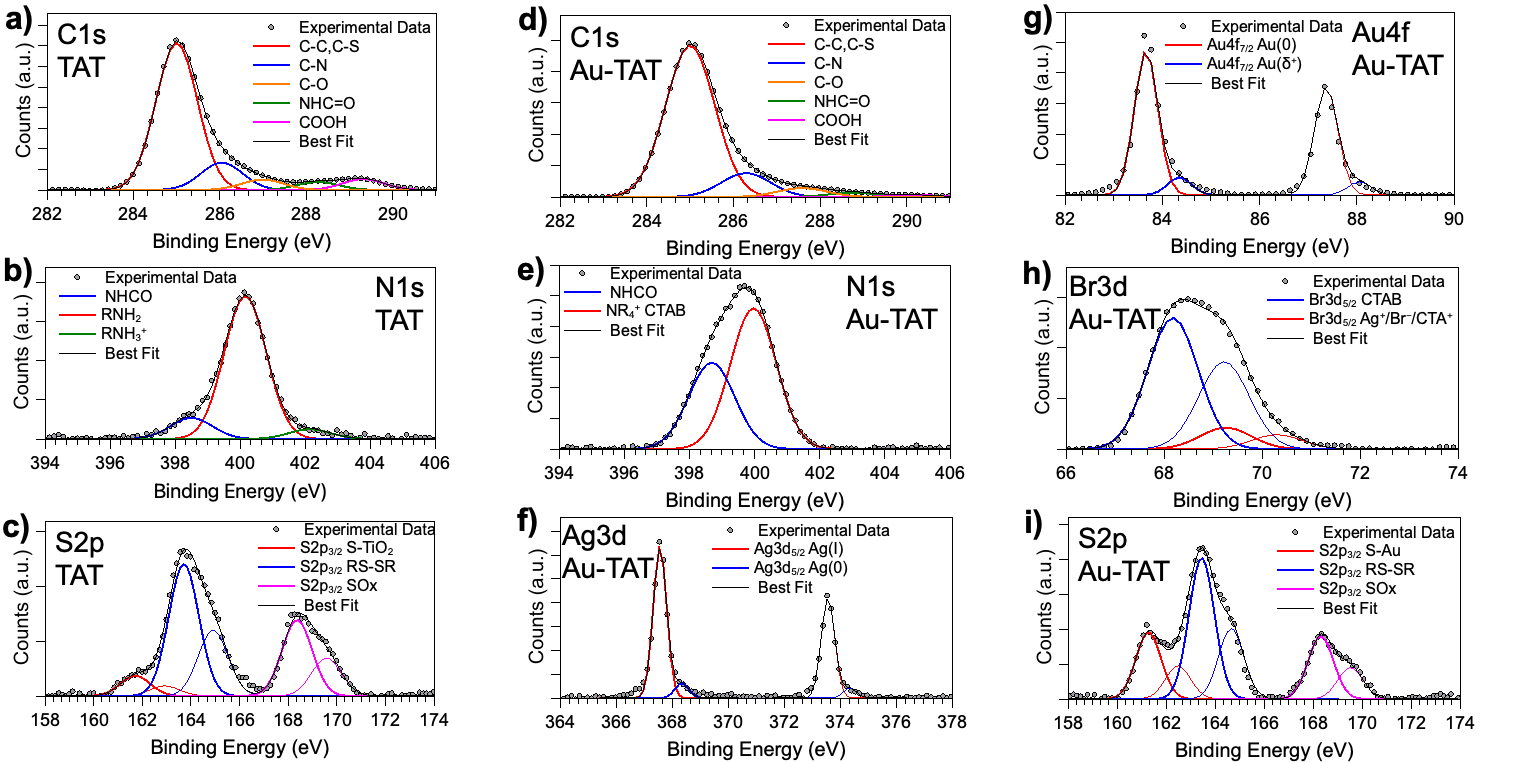 a)
C1s
TAT
Experimental Data
C-C,C-S
C-N
C-O
NHC=O
COOH
Best Fit
Counts (a.u.)
282 284 286 288 290
Binding Energy (eV)
d)
C1s
Au-TAT
Experimental Data
C-C,C-S
C-N
C-O
NHC=O
COOH
Best Fit
Counts (a.u.)
282 284 286 288 290
Binding Energy (eV)
g)
Experimental Data
Au4f₇/₂ Au(0)
Au4f₇/₂ Au(δ⁺)
Best Fit
Au4f
Au-TAT
Counts (a.u.)
82 84 86 88 90
Binding Energy (eV)
b)
Experimental Data
NHCO
RNH₂
RNH₃⁺
Best Fit
N1s
TAT
Counts (a.u.)
394 396 398 400 402 404 406
Binding Energy (eV)
e)
Experimental Data
NHCO
NR₄⁺ CTAB
Best Fit
N1s
Au-TAT
Counts (a.u.)
394 396 398 400 402 404 406
Binding Energy (eV)
h)
Br3d
Au-TAT
Experimental Data
Br3d₅/₂ CTAB
Br3d₅/₂ Ag⁺/Br⁻/CTA⁺
Best Fit
Counts (a.u.)
66 68 70 72 74
Binding Energy (eV)
c)
S2p
TAT
Experimental Data
S2p₃/₂ S-TiO₂
S2p₃/₂ RS-SR
S2p₃/₂ SOx
Best Fit
Counts (a.u.)
158 160 162 164 166 168 170 172 174
Binding Energy (eV)
f)
Ag3d
Au-TAT
Experimental Data
Ag3d₅/₂ Ag(I)
Ag3d₅/₂ Ag(0)
Best Fit
Counts (a.u.)
364 366 368 370 372 374 376 378
Binding Energy (eV)
i)
S2p
Au-TAT
Experimental Data
S2p₃/₂ S-Au
S2p₃/₂ RS-SR
S2p₃/₂ SOx
Best Fit
Counts (a.u.)
158 160 162 164 166 168 170 172 174
Binding Energy (eV)